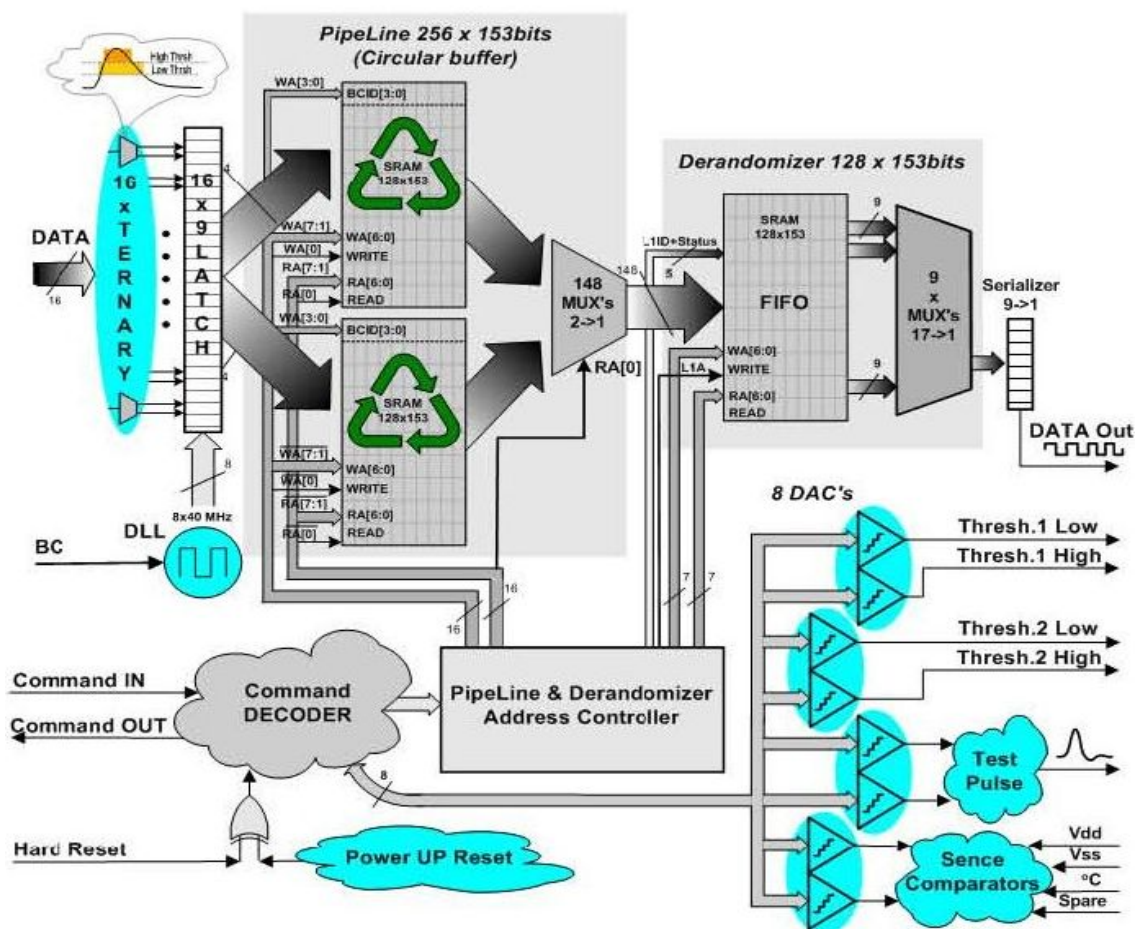 PipeLine 256 x 153bits
(Circular buffer)
High Thrsh
Low Thrsh
WA[3:0]
BCID[3:0]
SRAM
128x153
4
WA[7:1]
WA[6:0]
WA[0]
WRITE
RA[7:1]
RA[6:0]
RA[0]
READ
WA[3:0]
BCID[3:0]
SRAM
128x153
4
WA[7:1]
WA[6:0]
WA[0]
WRITE
RA[7:1]
RA[6:0]
RA[0]
READ
DATA
16
16 x TERNARY
16 x 9 LATCH
8
8x40 MHz
BC
DLL
148
MUX's
2->1
RA[0]
Derandomizer 128 x 153bits
L1ID+Status
148
5
SRAM
128x153
FIFO
WA[6:0]
L1A
WRITE
RA[6:0]
READ
9
9
9
x
MUX's
17->1
Serializer
9->1
DATA Out
16
16
7
7
PipeLine & Derandomizer
Address Controller
Command IN
Command OUT
Command
DECODER
8
Hard Reset
Power UP Reset
8 DAC's
Thresh.1 Low
Thresh.1 High
Thresh.2 Low
Thresh.2 High
Test
Pulse
Sence
Comparators
Vdd
Vss
ºC
Spare